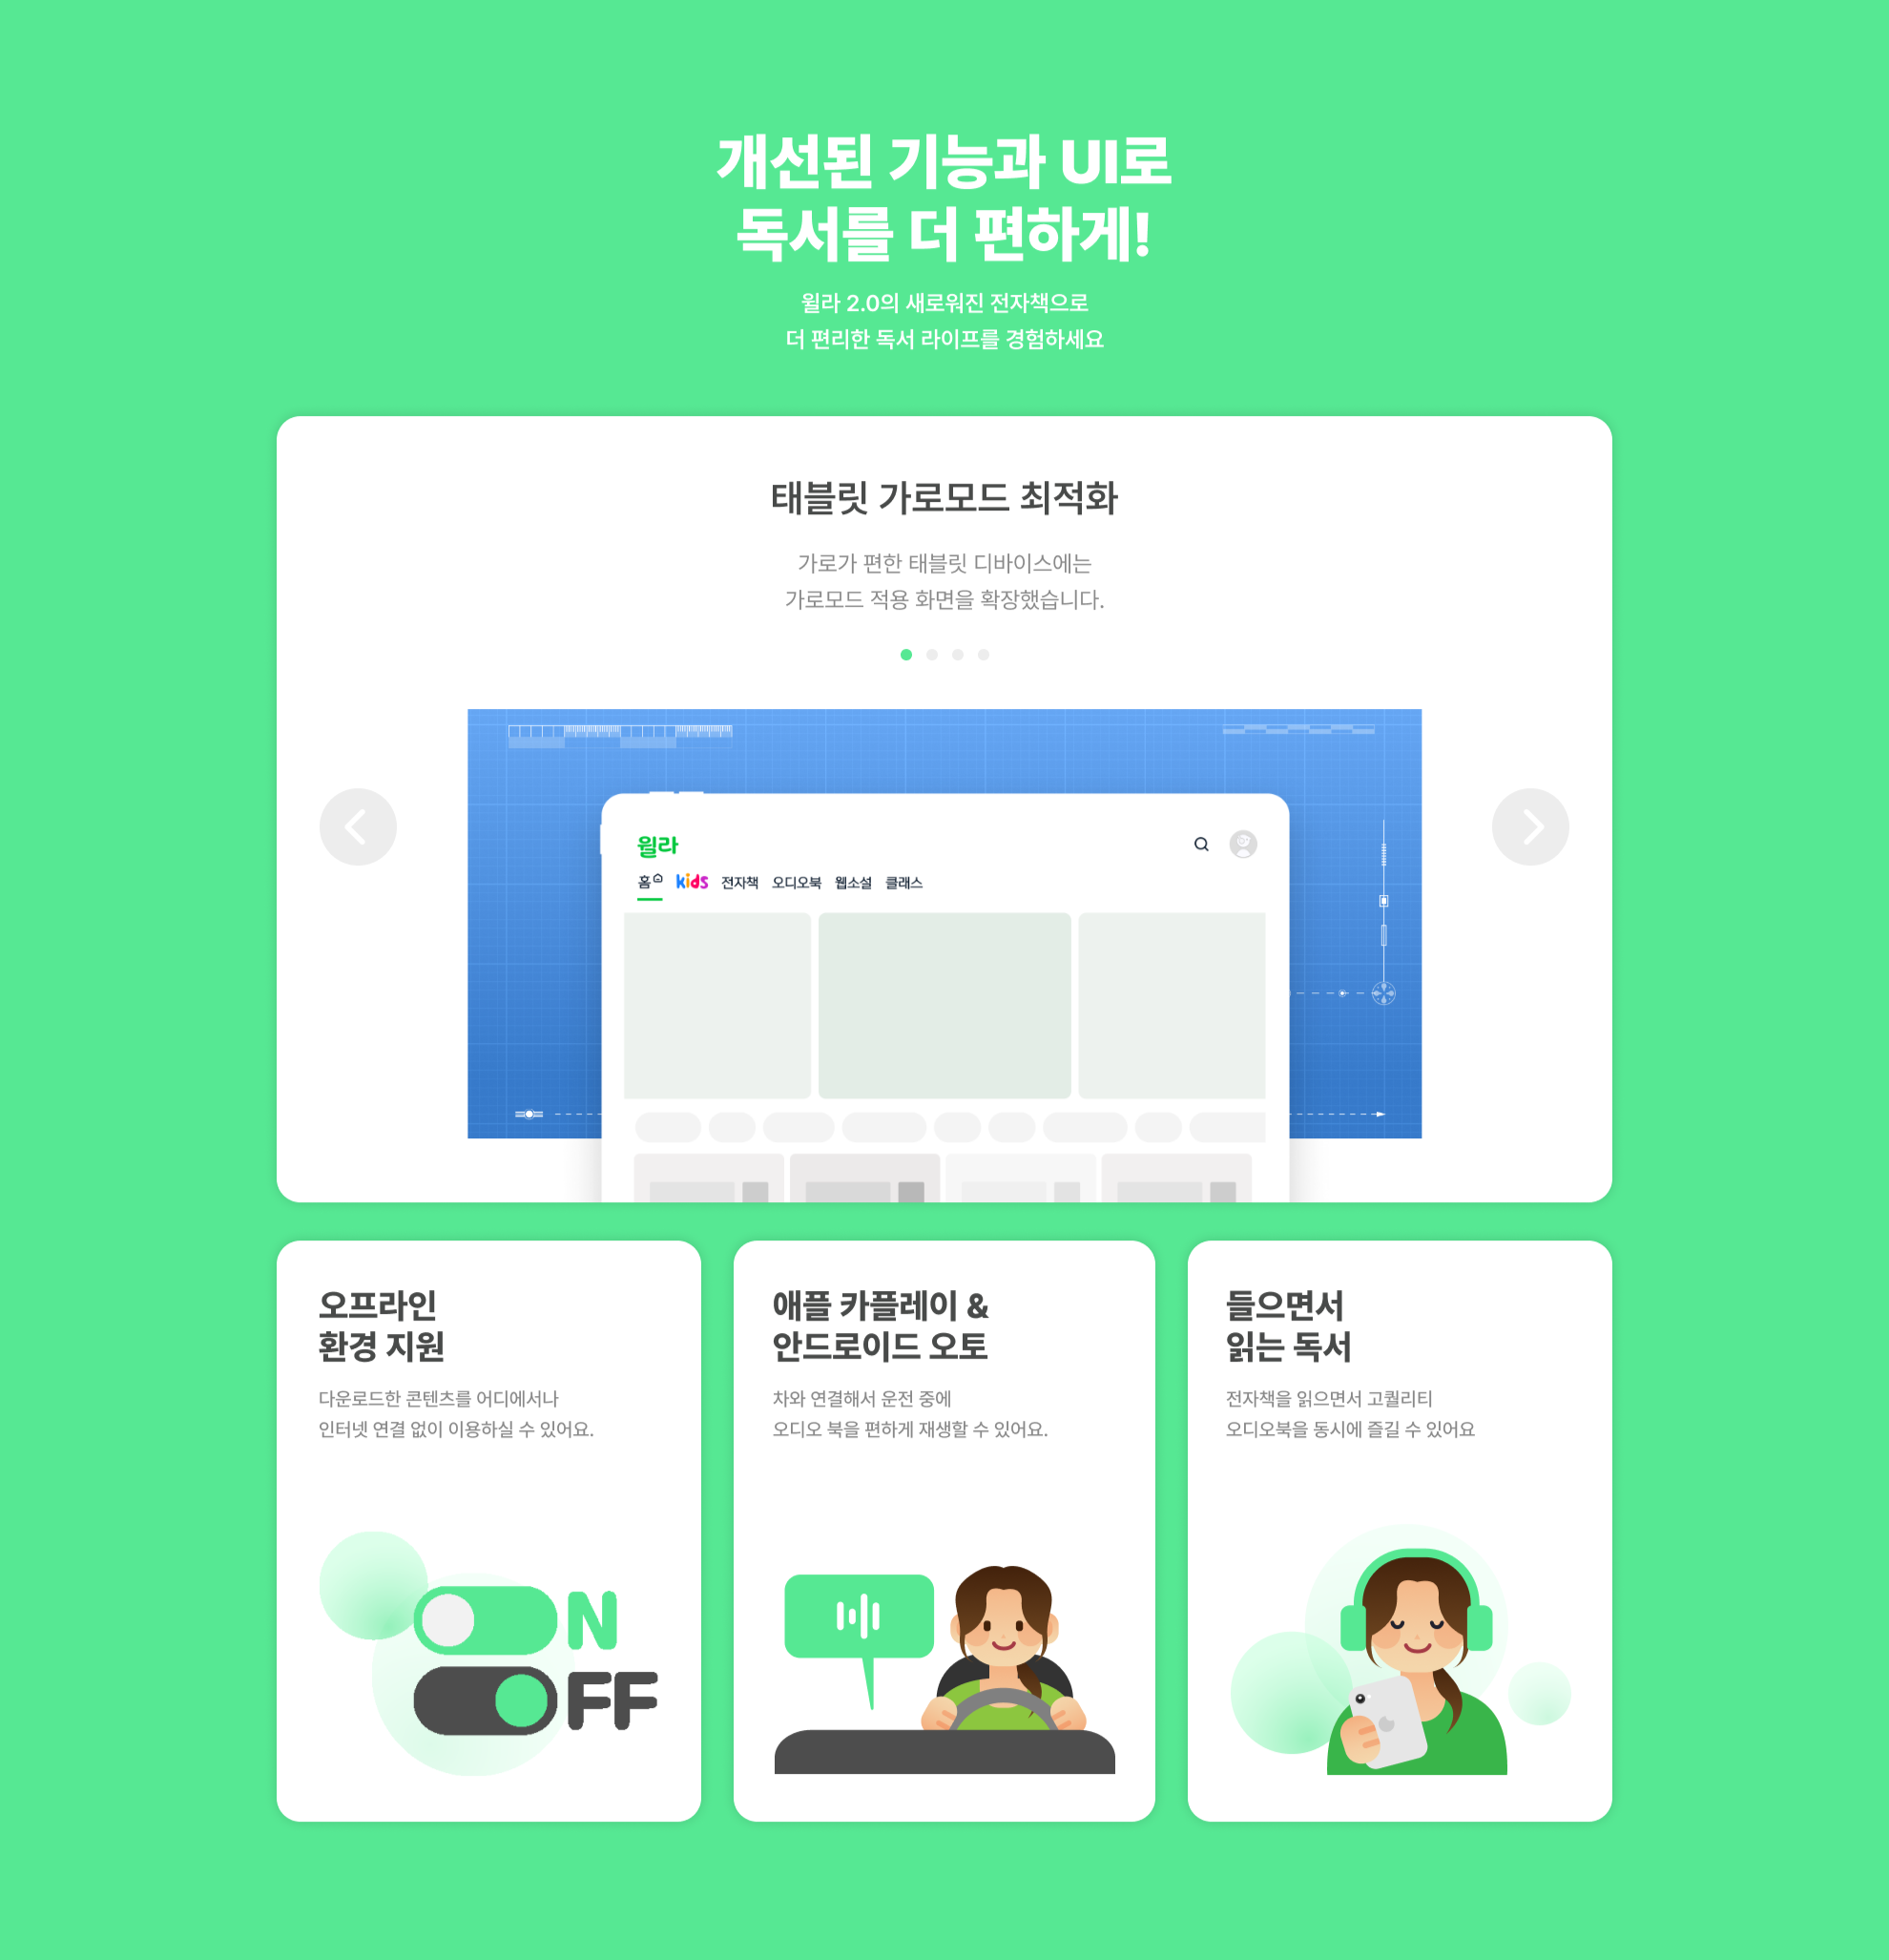 개선된 기능과 UI로
독서를 더 편하게!
윌라 2.0의 새로워진 전자책으로
더 편리한 독서 라이프를 경험하세요
태블릿 가로모드 최적화
가로가 편한 태블릿 디바이스에는
가로모드 적용 화면을 확장했습니다.
윌라
홈 kids 전자책 오디오북 웹소설 클래스
오프라인
환경 지원
다운로드한 콘텐츠를 어디에서나
인터넷 연결 없이 이용하실 수 있어요.
N
FF
애플 카플레이 &
안드로이드 오토
차와 연결해서 운전 중에
오디오 북을 편하게 재생할 수 있어요.
들으면서
읽는 독서
전자책을 읽으면서 고퀄리티
오디오북을 동시에 즐길 수 있어요